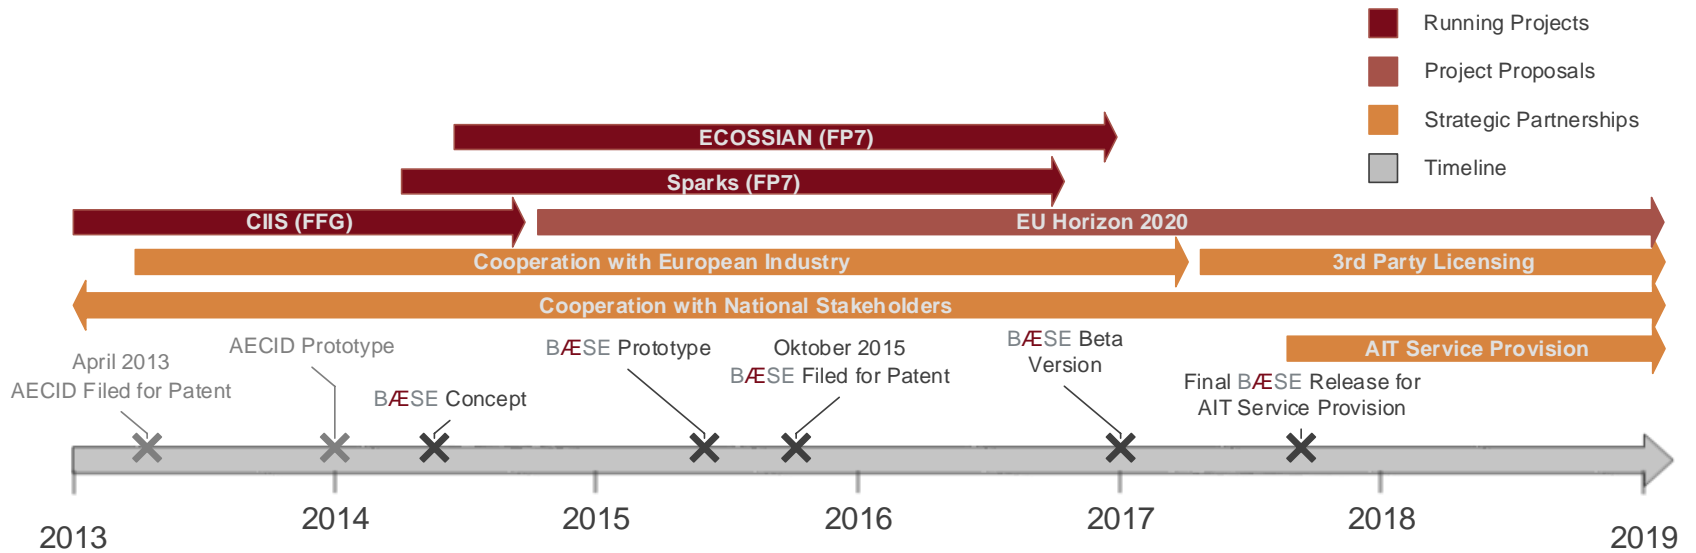 Running Projects
Project Proposals
Strategic Partnerships
Timeline
ECOSSIAN (FP7)
Sparks (FP7)
CIIS (FFG)
EU Horizon 2020
Cooperation with European Industry
3rd Party Licensing
Cooperation with National Stakeholders
AIT Service Provision
April 2013
AECID Filed for Patent
AECID Prototype
BÆSE Concept
BÆSE Prototype
Oktober 2015
BÆSE Filed for Patent
BÆSE Beta
Version
Final BÆSE Release for
AIT Service Provision
2013
2014
2015
2016
2017
2018
2019